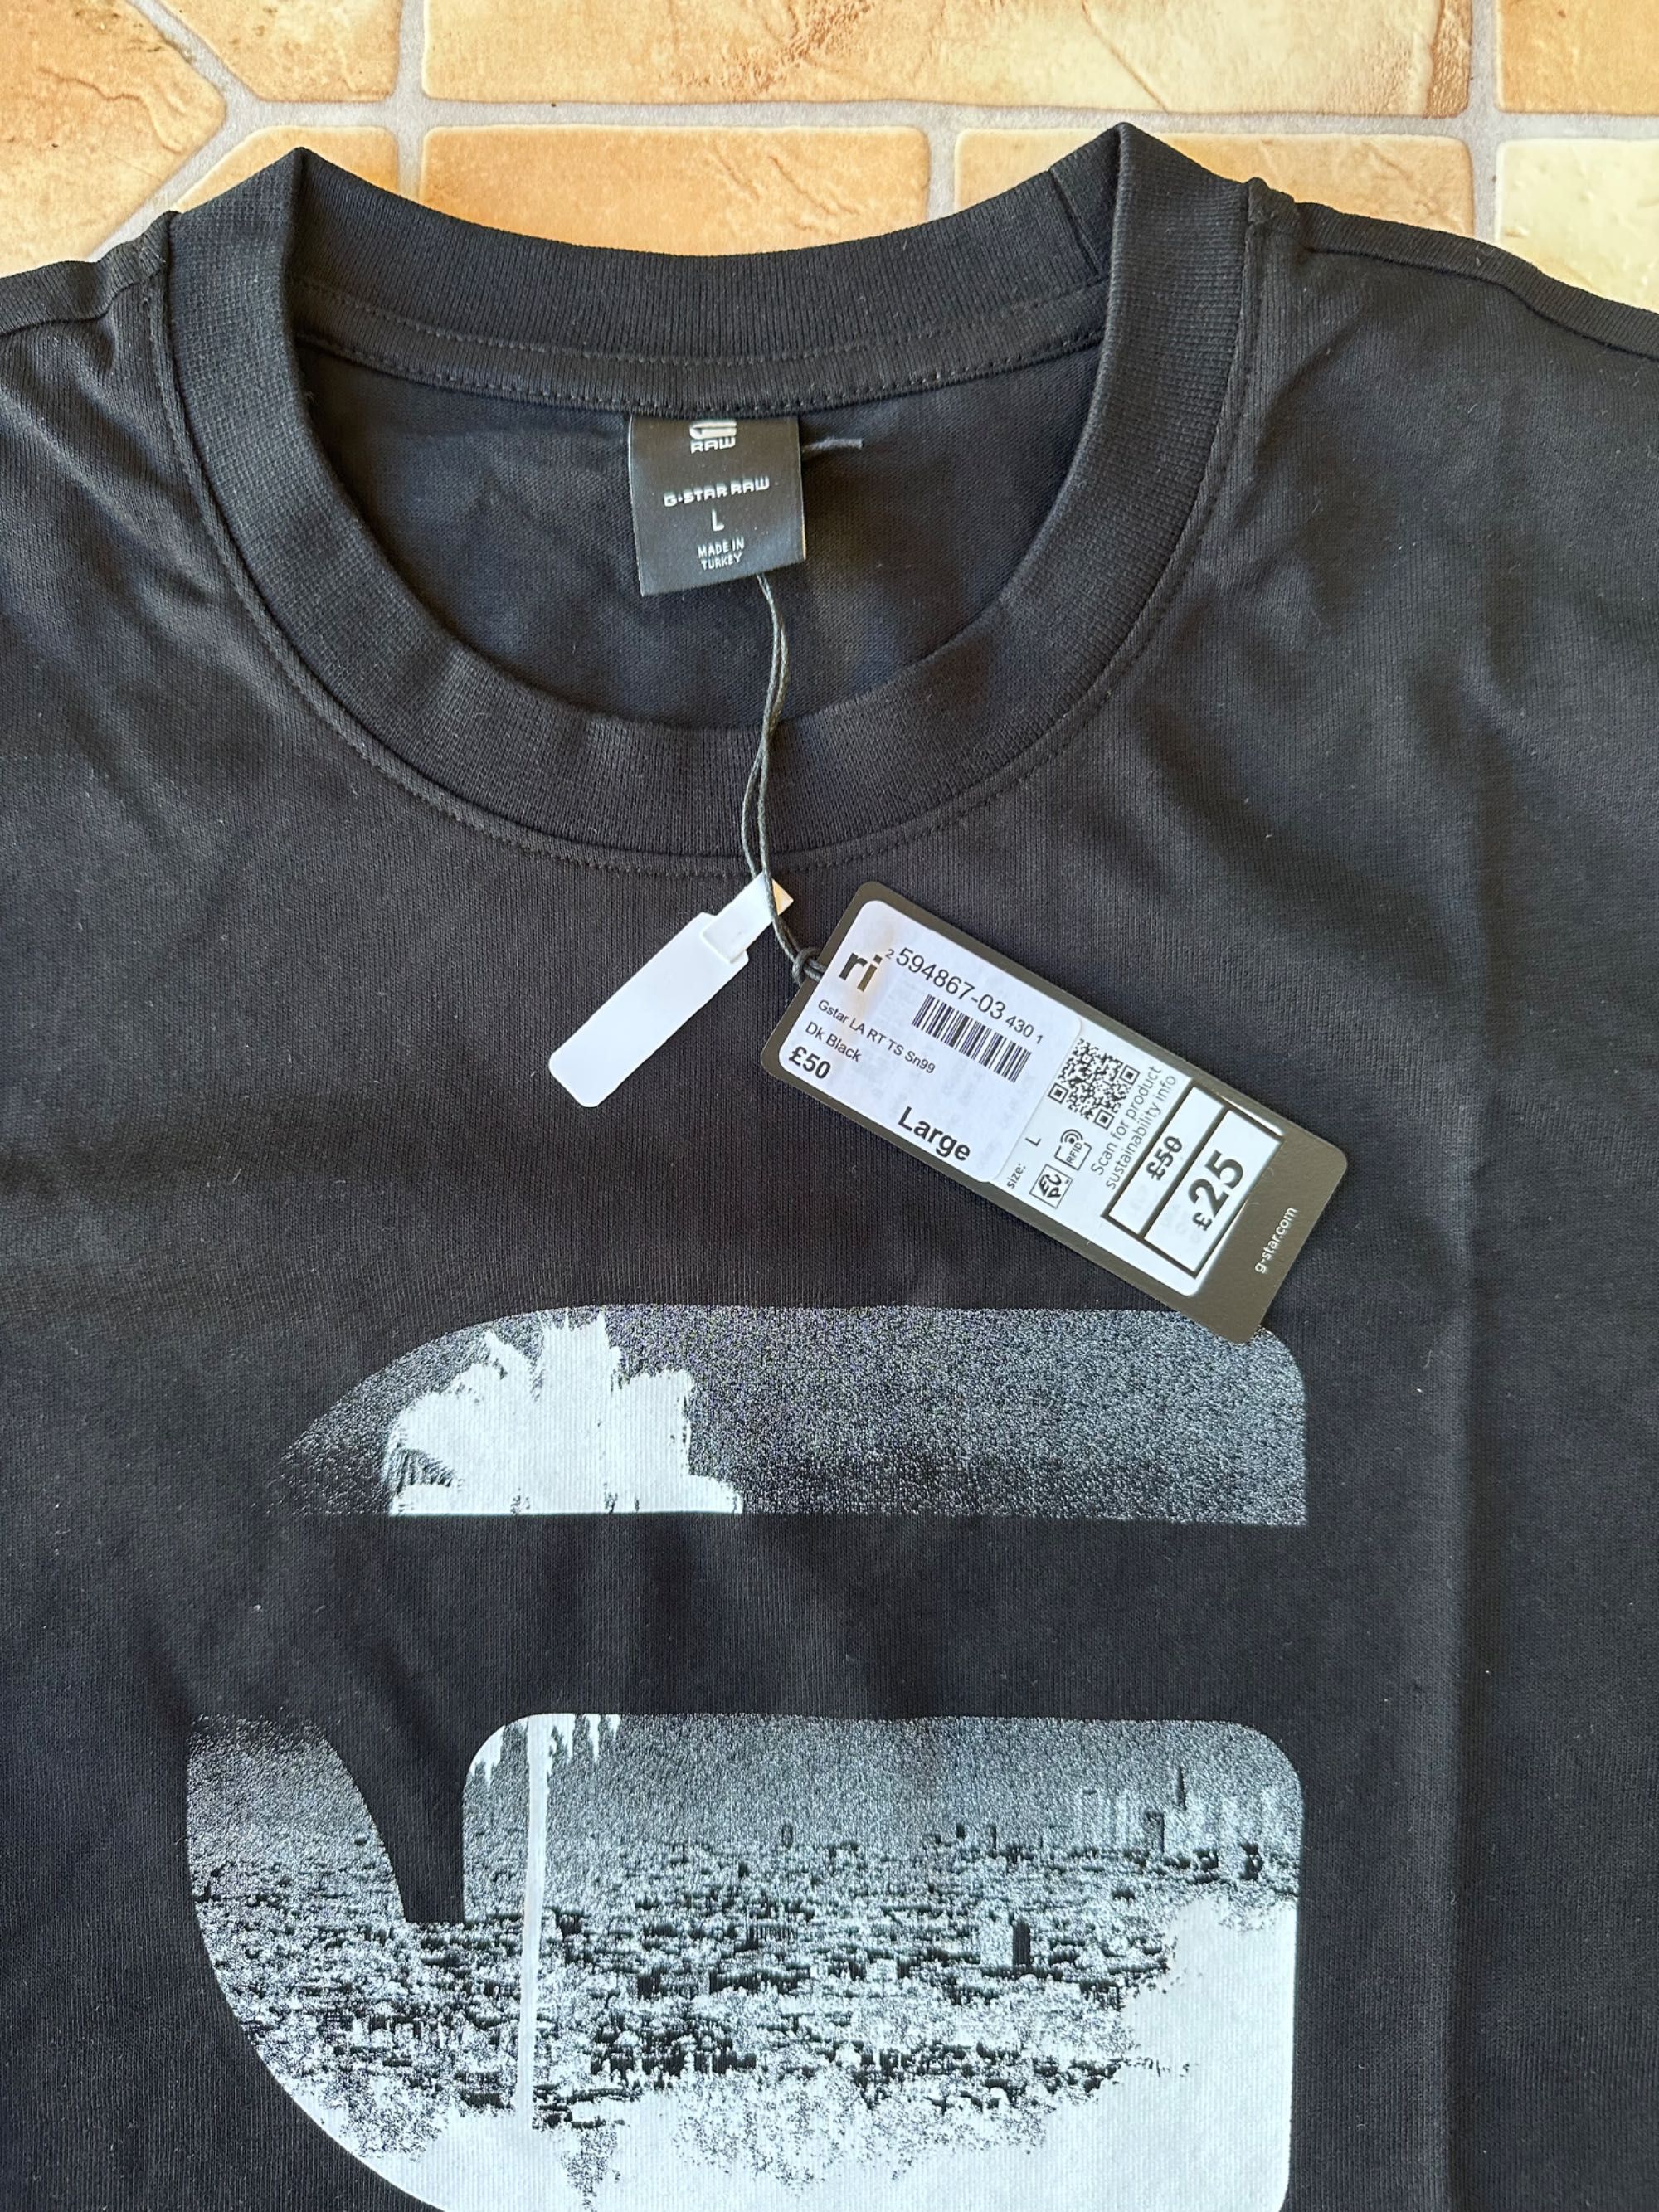 RAW
G-STAR RAW
L
MADE IN
TURKEY
ri
2 594867-03 430 1
Gstar LA RT TS Sn99
Dk Black
£50
Large
size: L
RFID
Scan for product
sustainability info
£50
£25
g-star.com